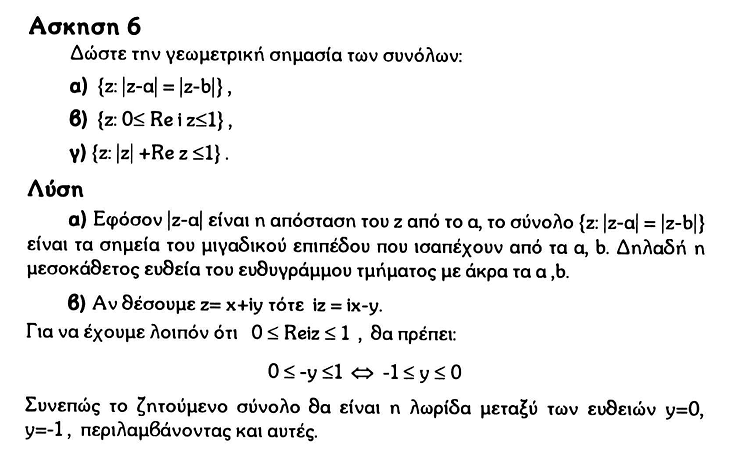 Ασκηση 6
Δώστε την γεωμετρική σημασία των συνόλων:
α) {z: |z-a| = |z-b|} ,
β) {z: 0≤ Re i z≤1} ,
γ) {z: |z| +Re z ≤1} .
Λύση
α) Εφόσον |z-a| είναι η απόσταση του z από το a, το σύνολο {z: |z-a| = |z-b|}
είναι τα σημεία του μιγαδικού επιπέδου που ισαπέχουν από τα a, b. Δηλαδή η
μεσοκάθετος ευθεία του ευθυγράμμου τμήματος με άκρα τα a ,b.
β) Αν θέσουμε z= x+iy τότε iz = ix-y.
Για να έχουμε λοιπόν ότι 0 ≤ Reiz ≤ 1 , θα πρέπει:
0 ≤ -y ≤1 ⇔ -1 ≤ y ≤ 0
Συνεπώς το ζητούμενο σύνολο θα είναι η λωρίδα μεταξύ των ευθειών y=0,
y=-1 , περιλαμβάνοντας και αυτές.